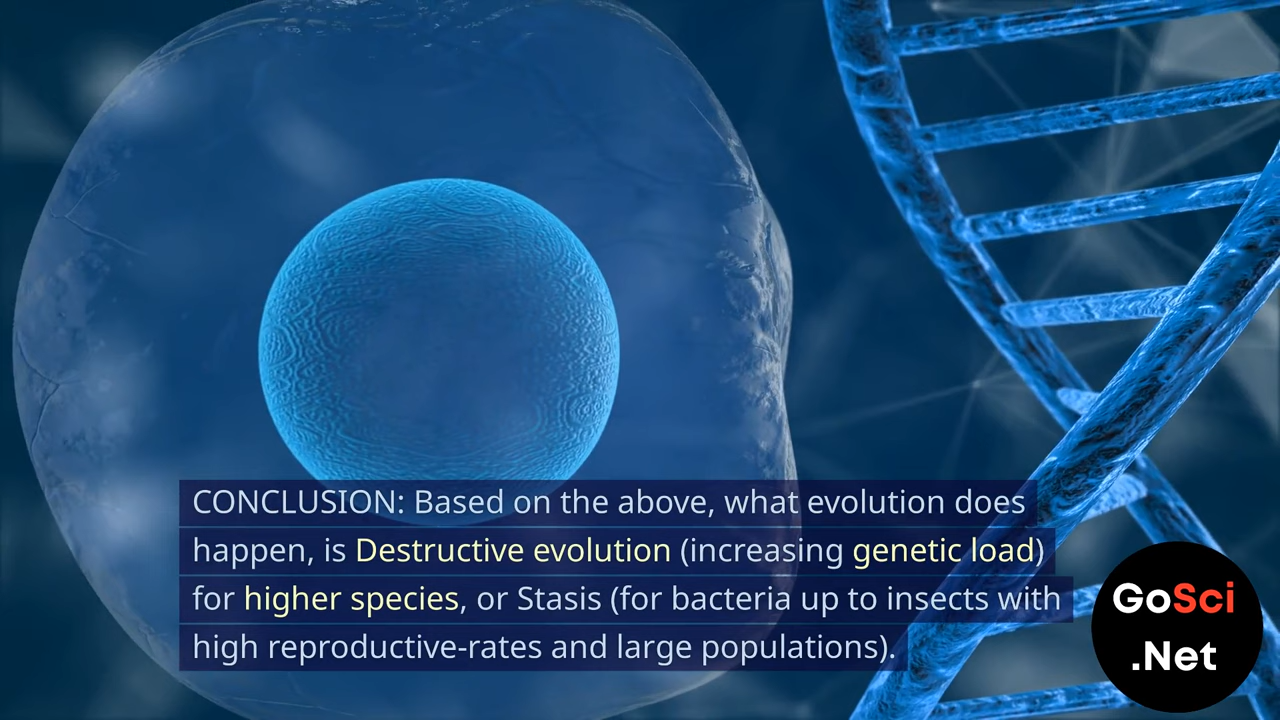 CONCLUSION: Based on the above, what evolution does
happen, is Destructive evolution (increasing genetic load)
for higher species, or Stasis (for bacteria up to insects with
high reproductive-rates and large populations).
GoSci
.Net